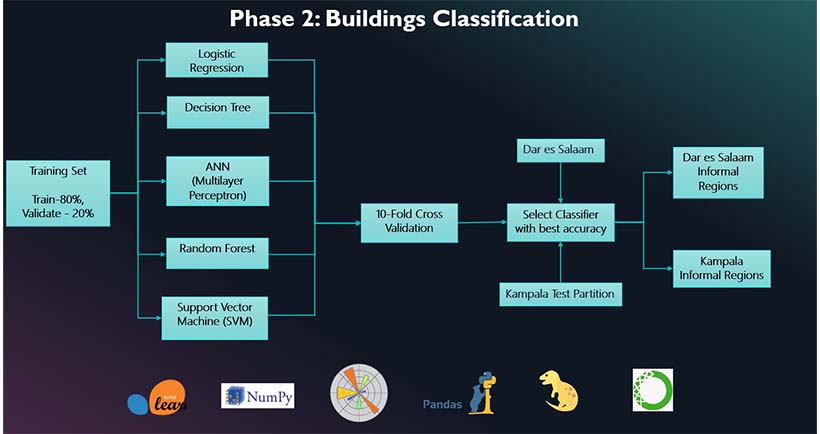 Phase 2: Buildings Classification
Logistic
Regression
Decision Tree
Training Set
Train-80%,
Validate - 20%
ANN
(Multilayer
Perceptron)
Random Forest
Support Vector
Machine (SVM)
10-Fold Cross
Validation
Dar es Salaam
Select Classifier
with best accuracy
Kampala Test Partition
Dar es Salaam
Informal
Regions
Kampala
Informal Regions
learn
NumPy
Pandas